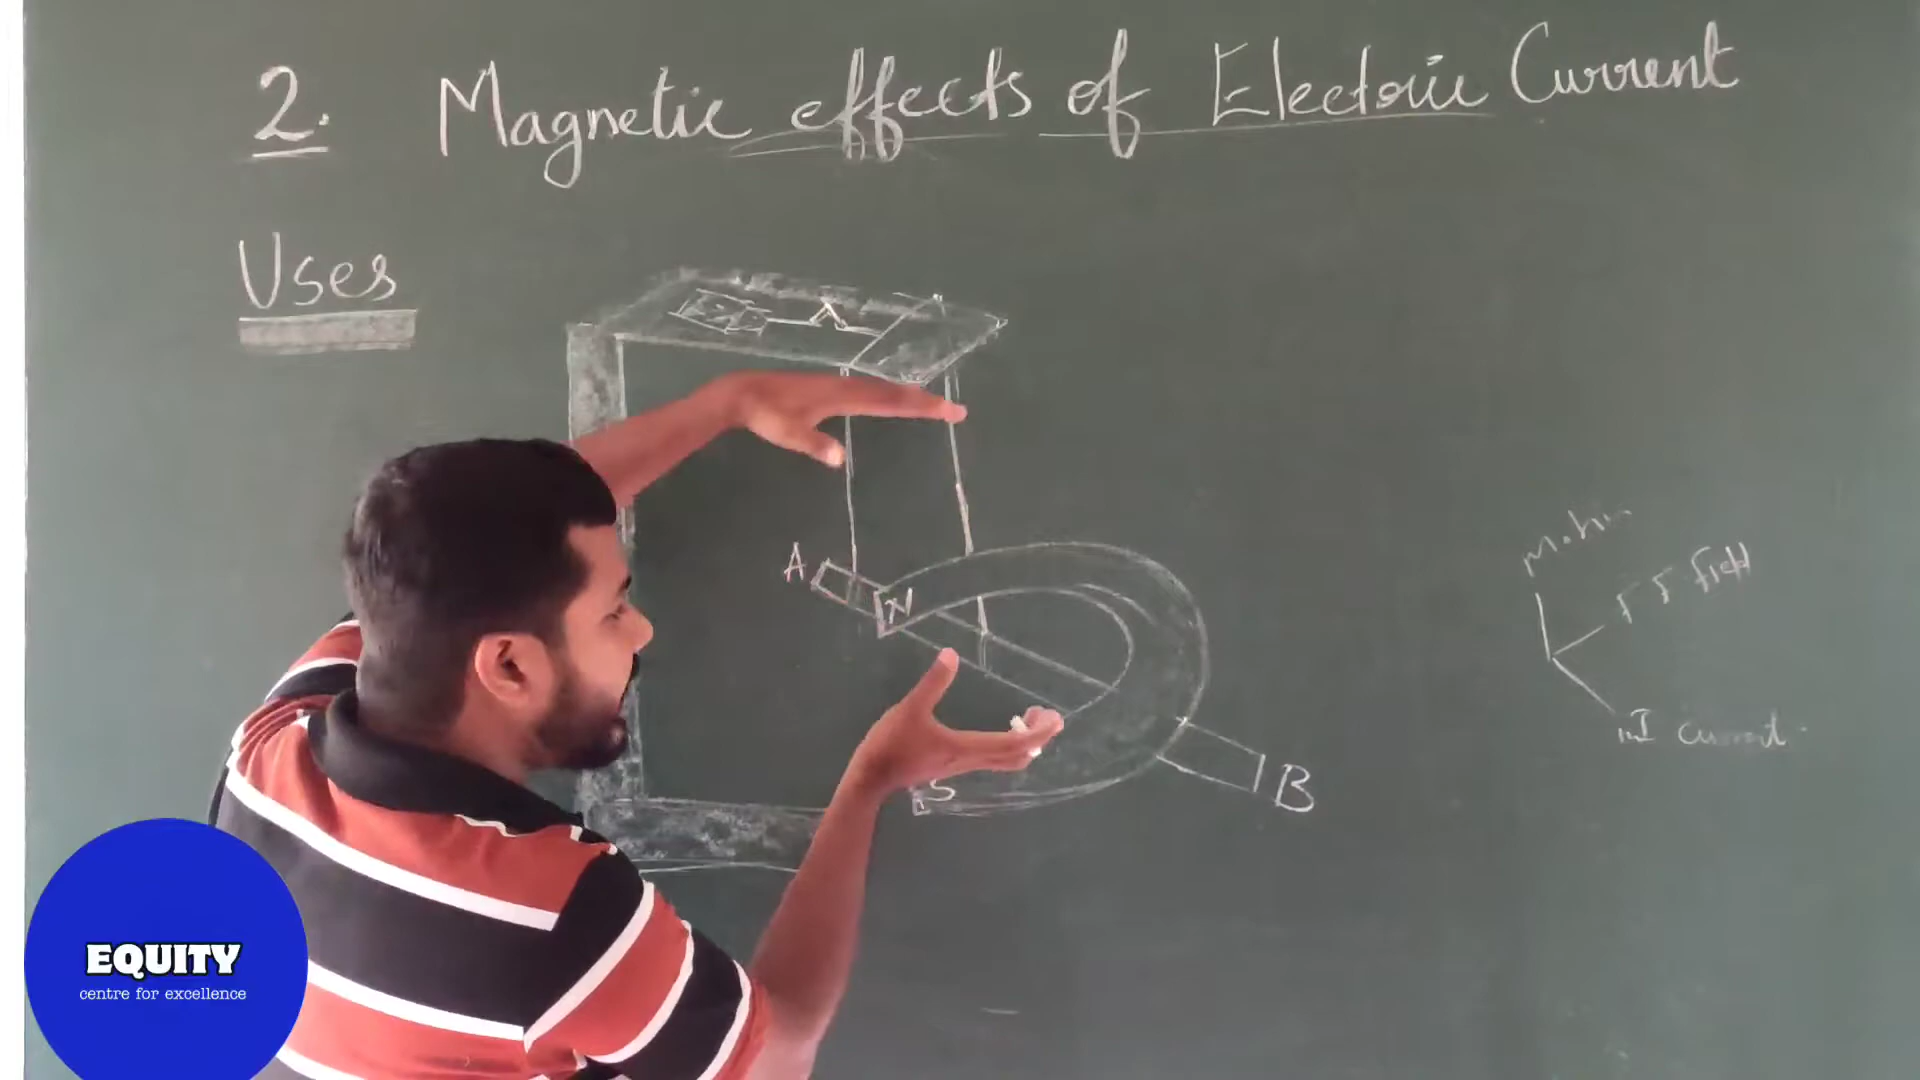 2. Magnetic effects of Electric Current
Uses
A
N
S
B
Motion
F F Field
I Current
EQUITY
centre for excellence